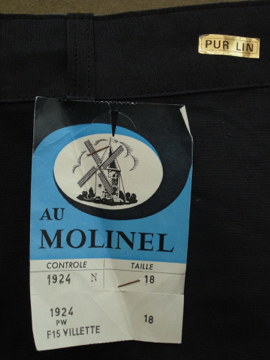 PUR LIN
AU
MOLINEL
CONTROLE TAILLE
1924 N 18
1924 18
PW
F15 VILLETTE